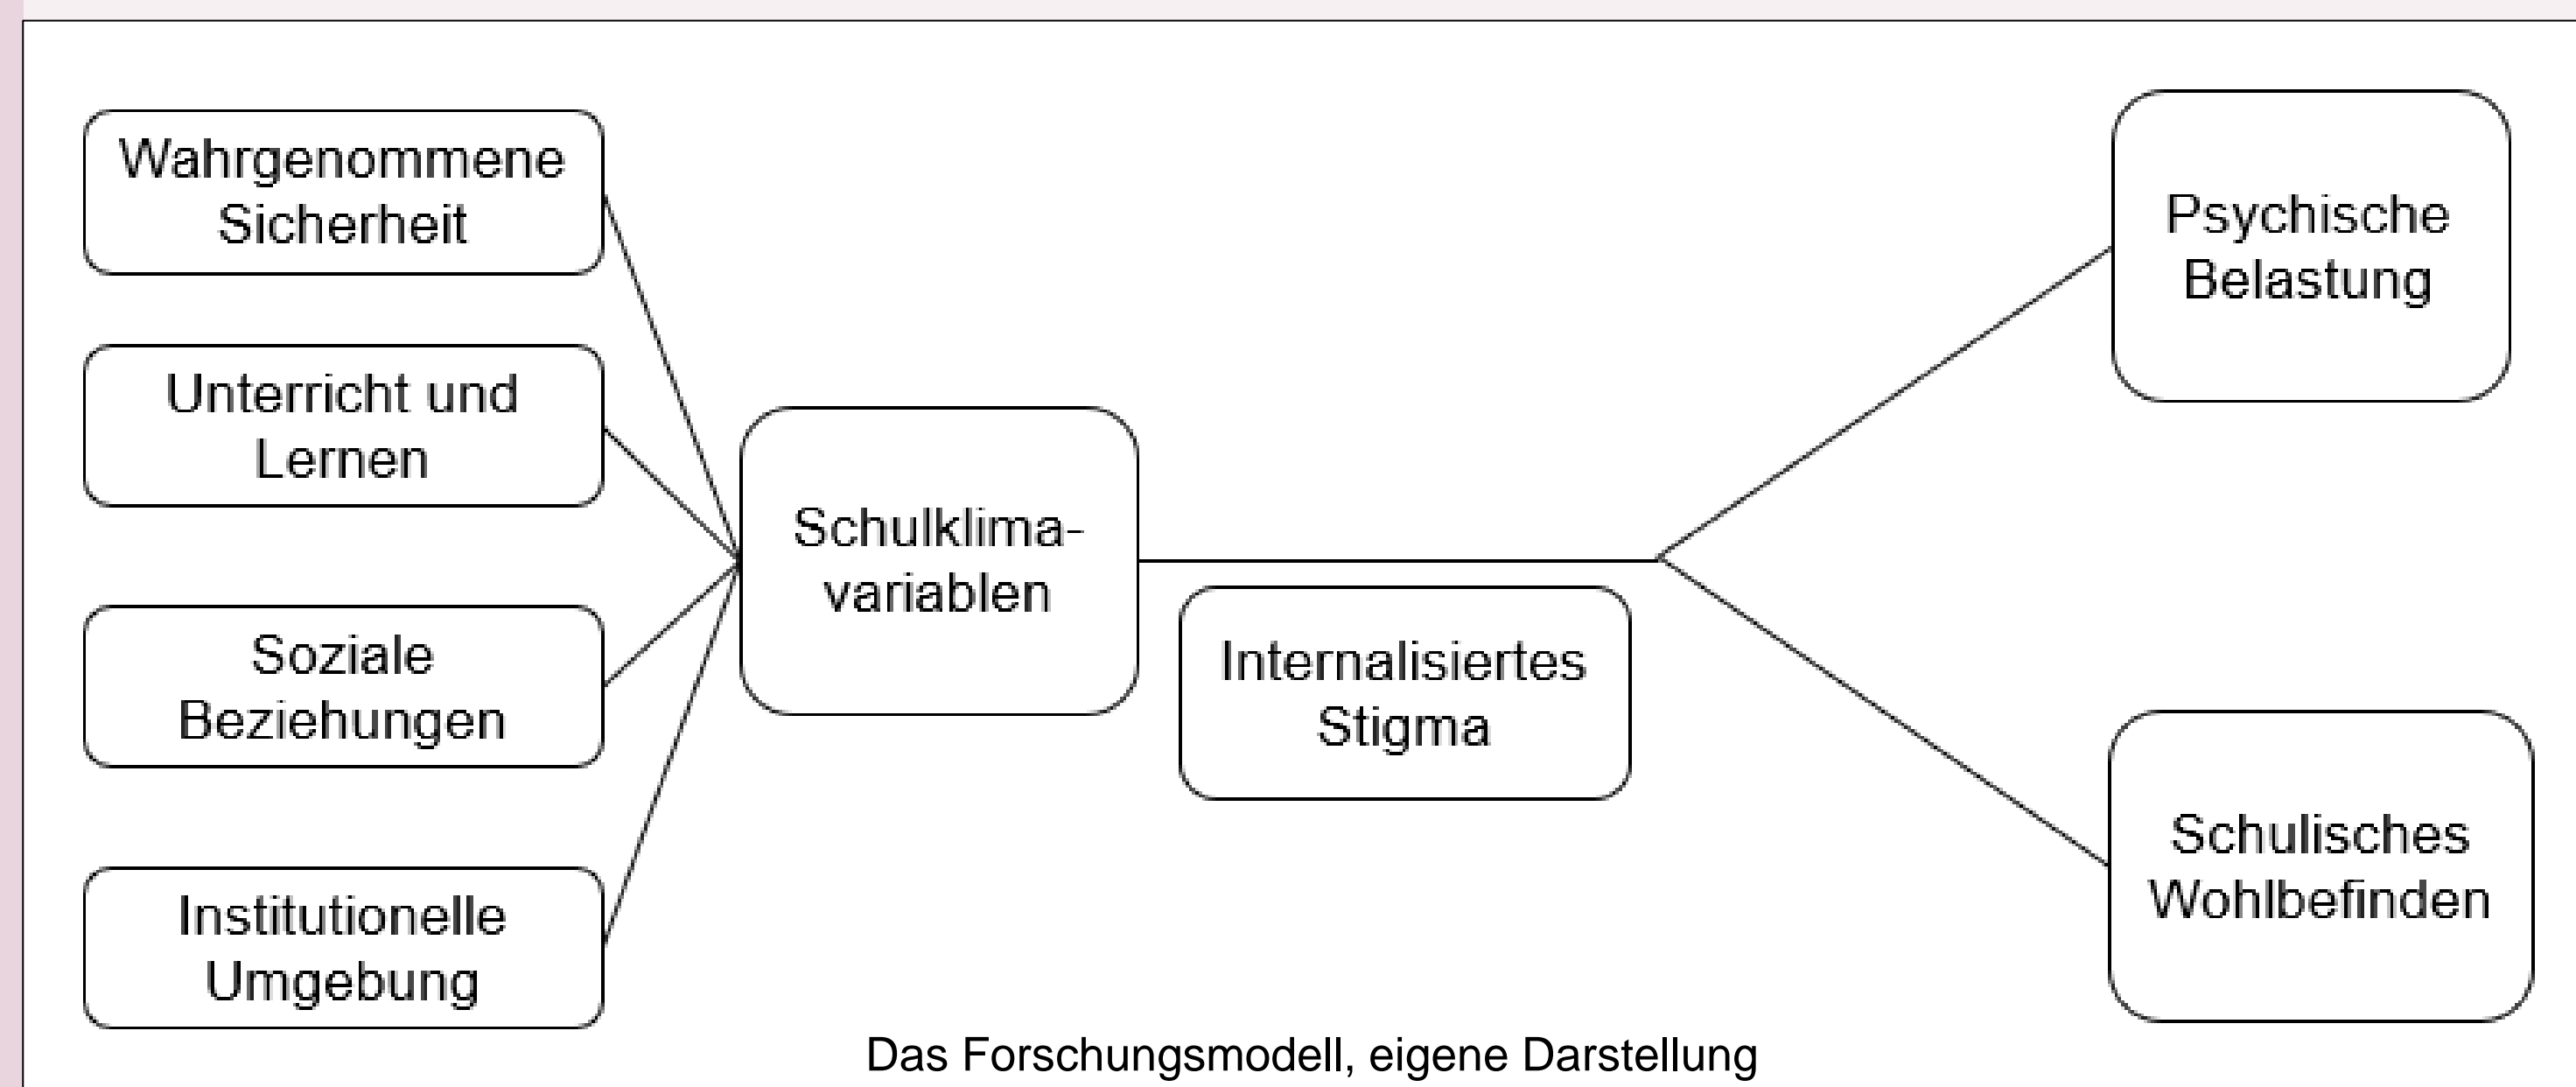 Wahrgenommene
Sicherheit
Unterricht und
Lernen
Soziale
Beziehungen
Institutionelle
Umgebung
Schulklima-
variablen
Internalisiertes
Stigma
Psychische
Belastung
Schulisches
Wohlbefinden
Das Forschungsmodell, eigene Darstellung